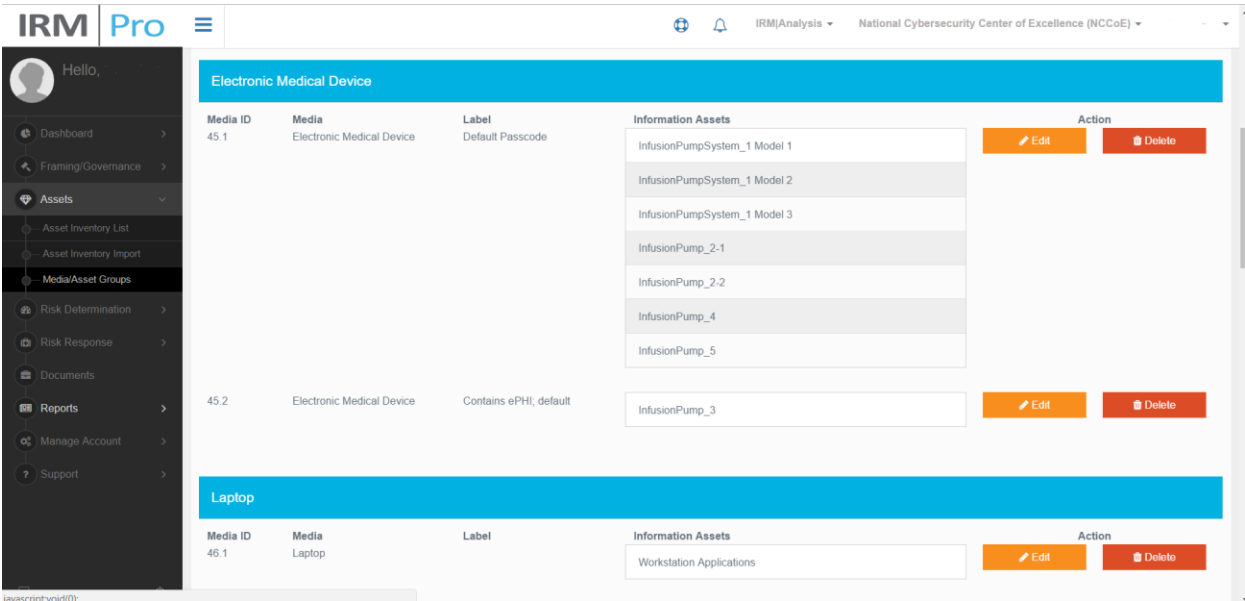 IRM | Pro
IRM|Analysis
National Cybersecurity Center of Excellence (NCCoE)
Hello,
Dashboard
Framing/Governance
Assets
Asset Inventory List
Asset Inventory Import
Media/Asset Groups
Risk Determination
Risk Response
Documents
Reports
Manage Account
Support
Electronic Medical Device
Media ID Media Label Information Assets Action
45.1 Electronic Medical Device Default Passcode InfusionPumpSystem_1 Model 1 Edit Delete
InfusionPumpSystem_1 Model 2
InfusionPumpSystem_1 Model 3
InfusionPump_2-1
InfusionPump_2-2
InfusionPump_4
InfusionPump_5
45.2 Electronic Medical Device Contains ePHI; default InfusionPump_3 Edit Delete
Laptop
Media ID Media Label Information Assets Action
46.1 Laptop Workstation Applications Edit Delete
javascript:void(0);